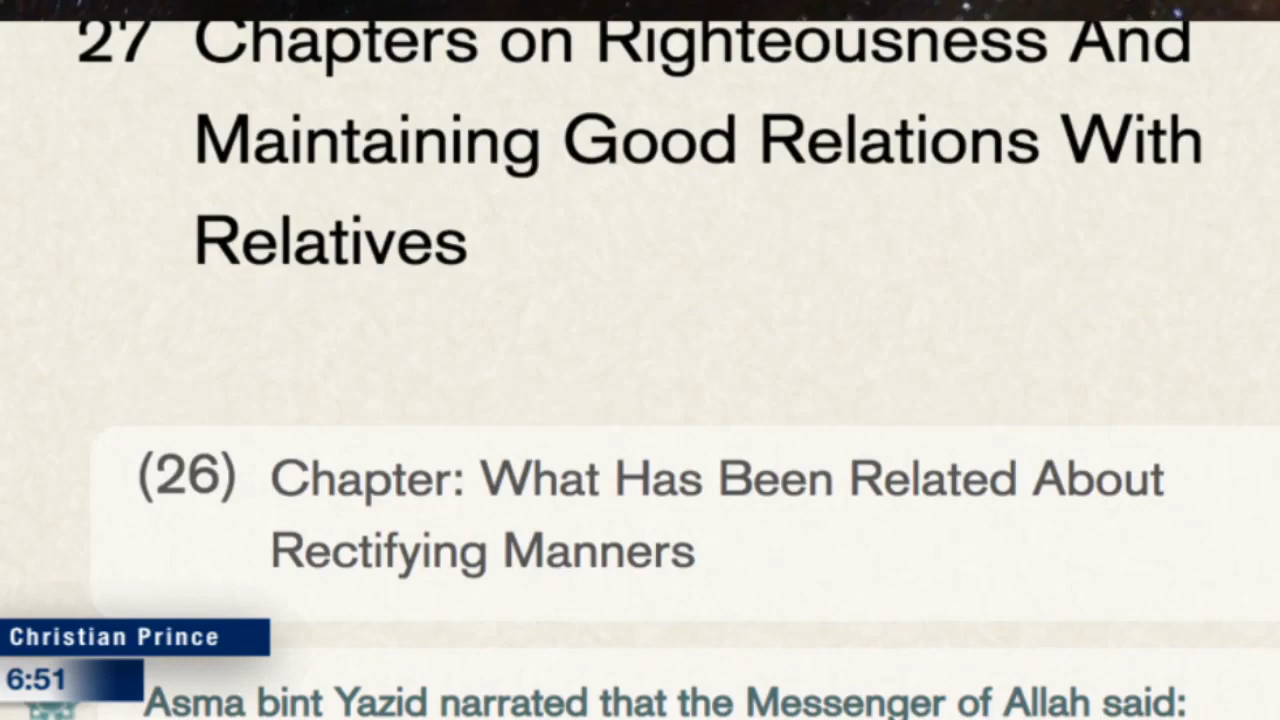 27 Chapters on Righteousness And
Maintaining Good Relations With
Relatives
(26) Chapter: What Has Been Related About
Rectifying Manners
Christian Prince
6:51
Asma bint Yazid narrated that the Messenger of Allah said: